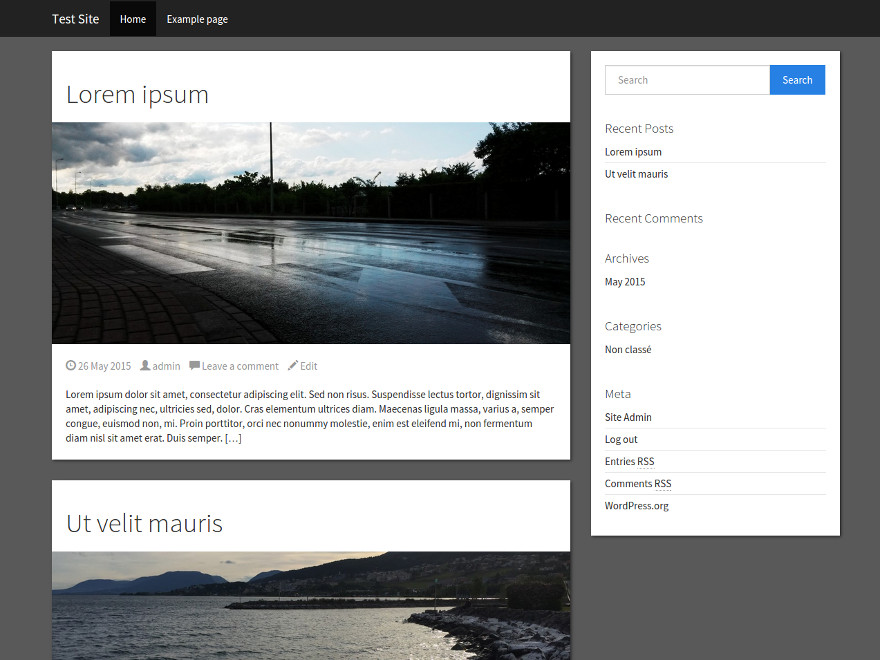 Test Site Home Example page
Lorem ipsum
26 May 2015 admin Leave a comment Edit
Lorem ipsum dolor sit amet, consectetur adipiscing elit. Sed non risus. Suspendisse lectus tortor, dignissim sit
amet, adipiscing nec, ultricies sed, dolor. Cras elementum ultrices diam. Maecenas ligula massa, varius a, semper
congue, euismod non, mi. Proin porttitor, orci nec nonummy molestie, enim est eleifend mi, non fermentum
diam nisl sit amet erat. Duis semper. […]
Ut velit mauris
Search Search
Recent Posts
Lorem ipsum
Ut velit mauris
Recent Comments
Archives
May 2015
Categories
Non classé
Meta
Site Admin
Log out
Entries RSS
Comments RSS
WordPress.org